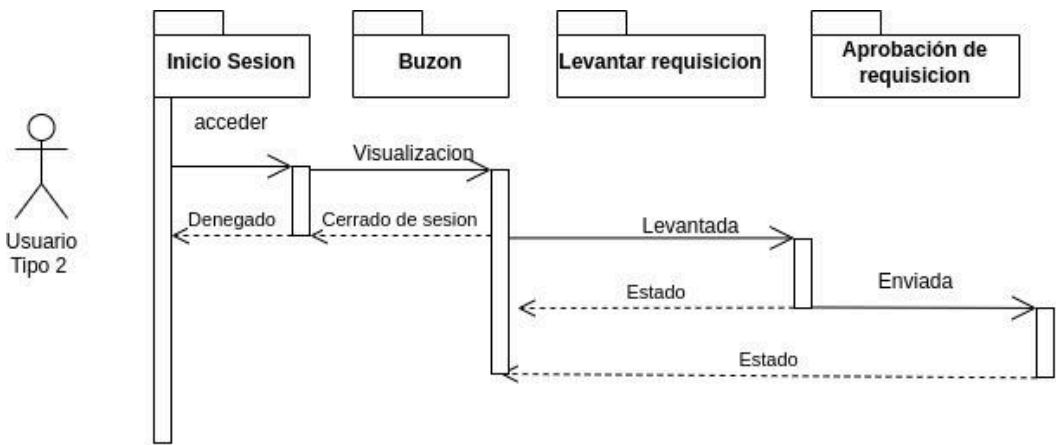 Inicio Sesion
Buzon
Levantar requisicion
Aprobación de
requisicion
acceder
Visualizacion
Denegado
Cerrado de sesion
Levantada
Usuario
Tipo 2
Estado
Enviada
Estado